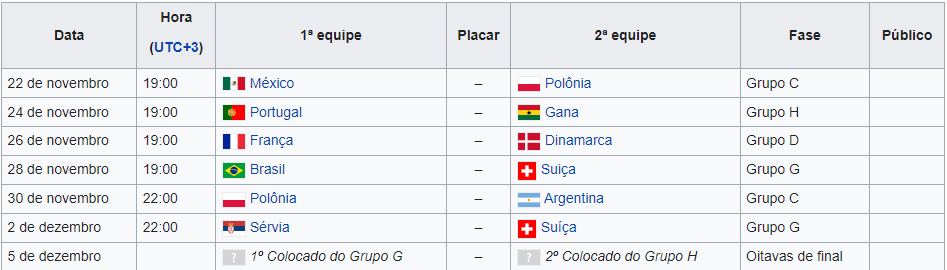 Data Hora (UTC+3) 1ª equipe Placar 2ª equipe Fase Público
22 de novembro 19:00 México – Polônia Grupo C
24 de novembro 19:00 Portugal – Gana Grupo H
26 de novembro 19:00 França – Dinamarca Grupo D
28 de novembro 19:00 Brasil – Suiça Grupo G
30 de novembro 22:00 Polônia – Argentina Grupo C
2 de dezembro 22:00 Sérvia – Suíça Grupo G
5 de dezembro ? 1º Colocado do Grupo G – ? 2º Colocado do Grupo H Oitavas de final